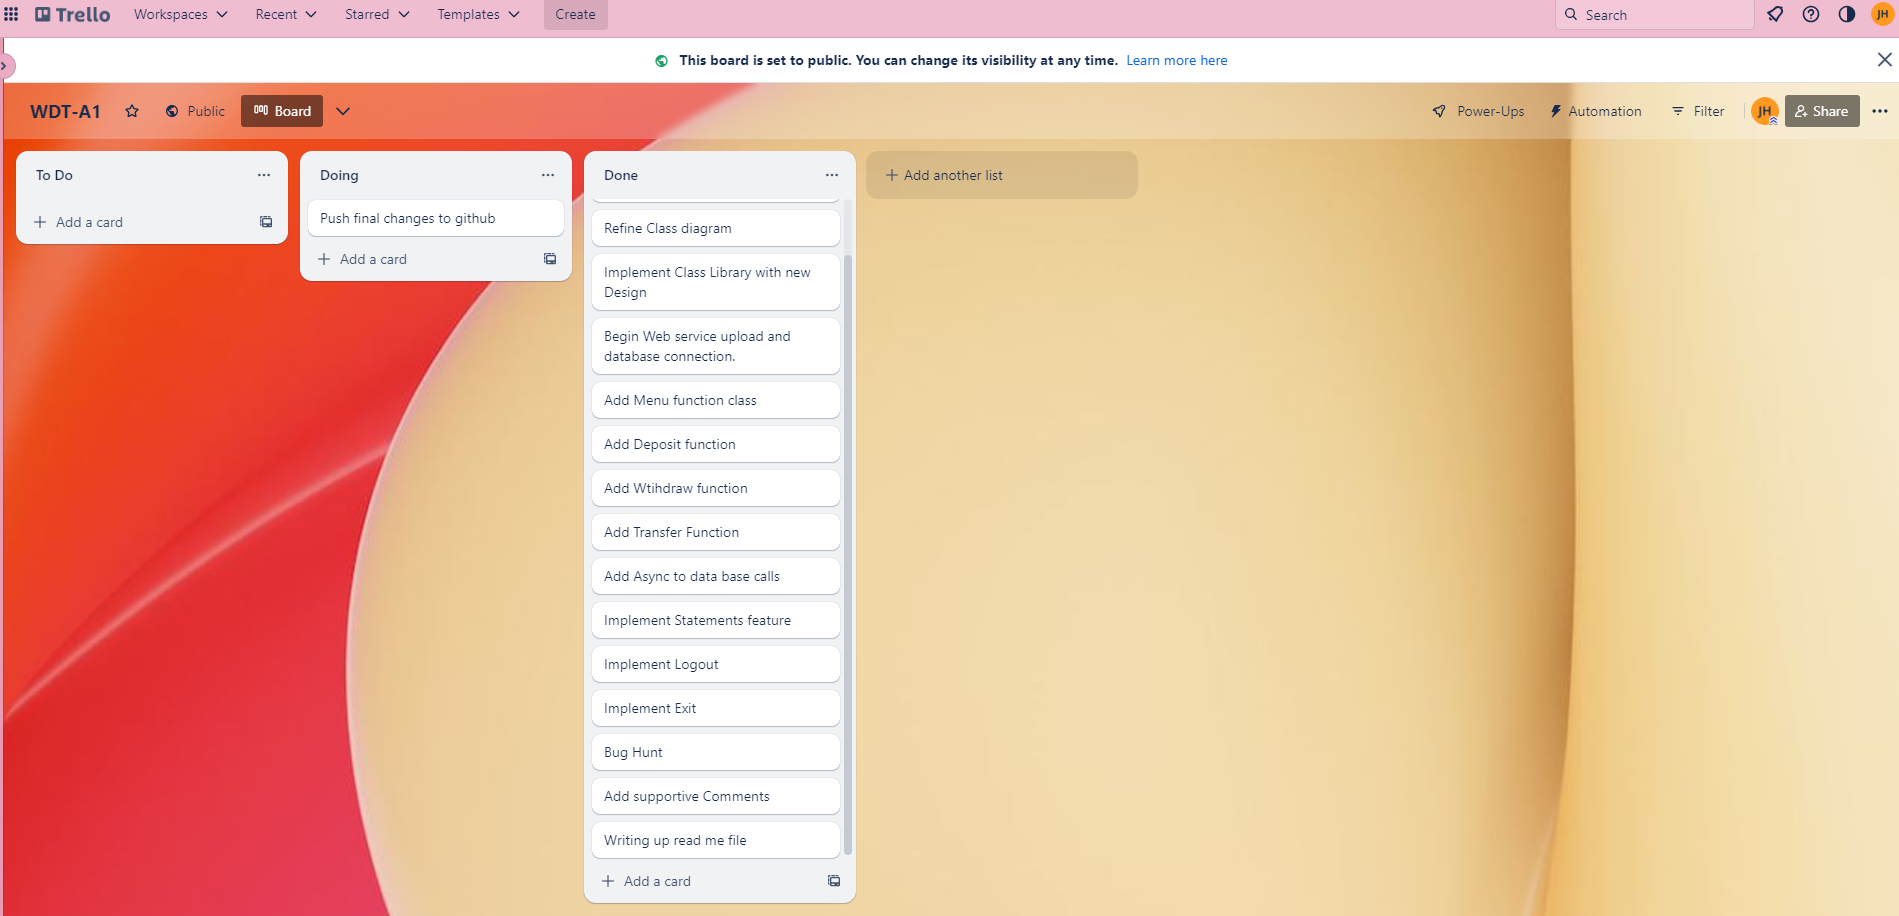 Trello Workspaces Recent Starred Templates Create Search JH
This board is set to public. You can change its visibility at any time. Learn more here
WDT-A1 Public Board Power-Ups Automation Filter JH Share
To Do
Add a card
Doing
Push final changes to github
Add a card
Done
Refine Class diagram
Implement Class Library with new
Design
Begin Web service upload and
database connection.
Add Menu function class
Add Deposit function
Add Wtihdraw function
Add Transfer Function
Add Async to data base calls
Implement Statements feature
Implement Logout
Implement Exit
Bug Hunt
Add supportive Comments
Writing up read me file
Add a card
Add another list